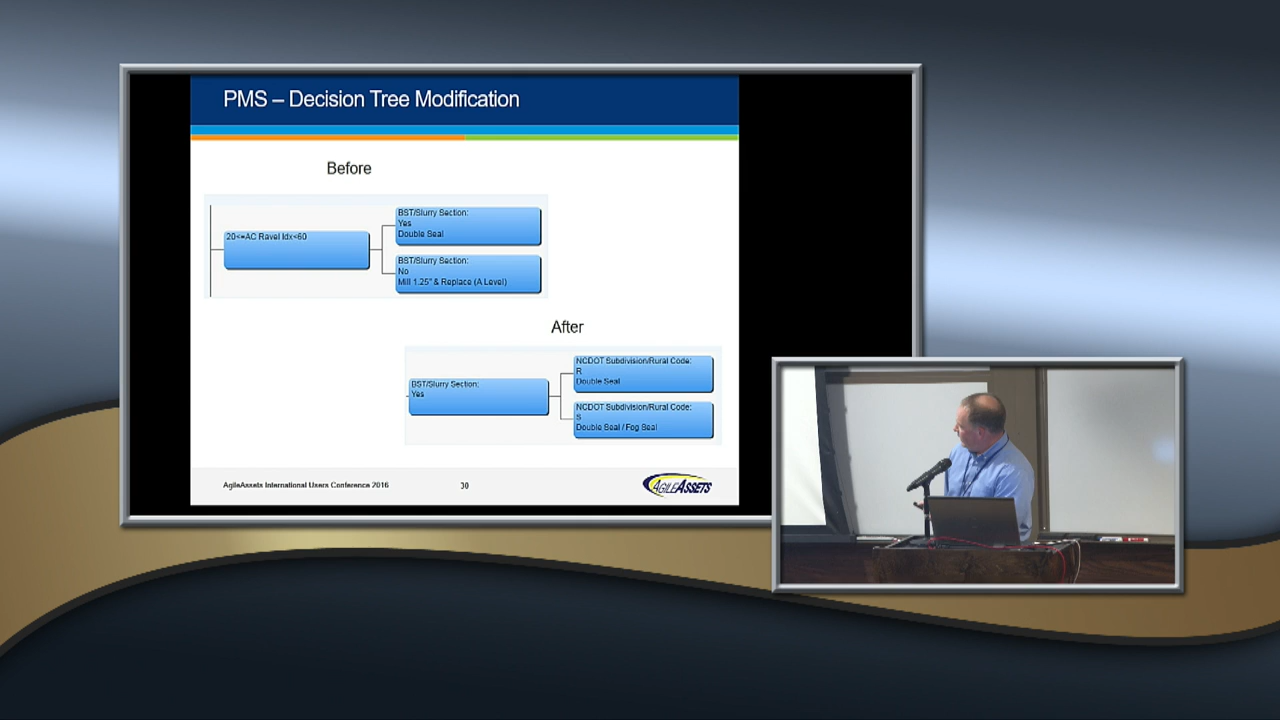 PMS – Decision Tree Modification
Before
20<=AC Ravel Idx<60
BST/Slurry Section:
Yes
Double Seal
BST/Slurry Section:
No
Mill 1.25" & Replace (A Level)
After
BST/Slurry Section:
Yes
NCDOT Subdivision/Rural Code:
R
Double Seal
NCDOT Subdivision/Rural Code:
S
Double Seal / Fog Seal
AgileAssets International Users Conference 2016
30
AGILEASSETS